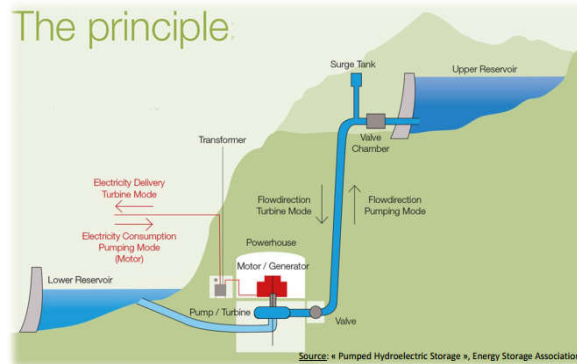 The principle:
Surge Tank
Upper Reservoir
Valve
Chamber
Transformer
Electricity Delivery
Turbine Mode
Electricity Consumption
Pumping Mode
(Motor)
Flowdirection
Turbine Mode
Flowdirection
Pumping Mode
Powerhouse
Motor / Generator
Lower Reservoir
Pump / Turbine
Valve
Source: « Pumped Hydroelectric Storage », Energy Storage Association